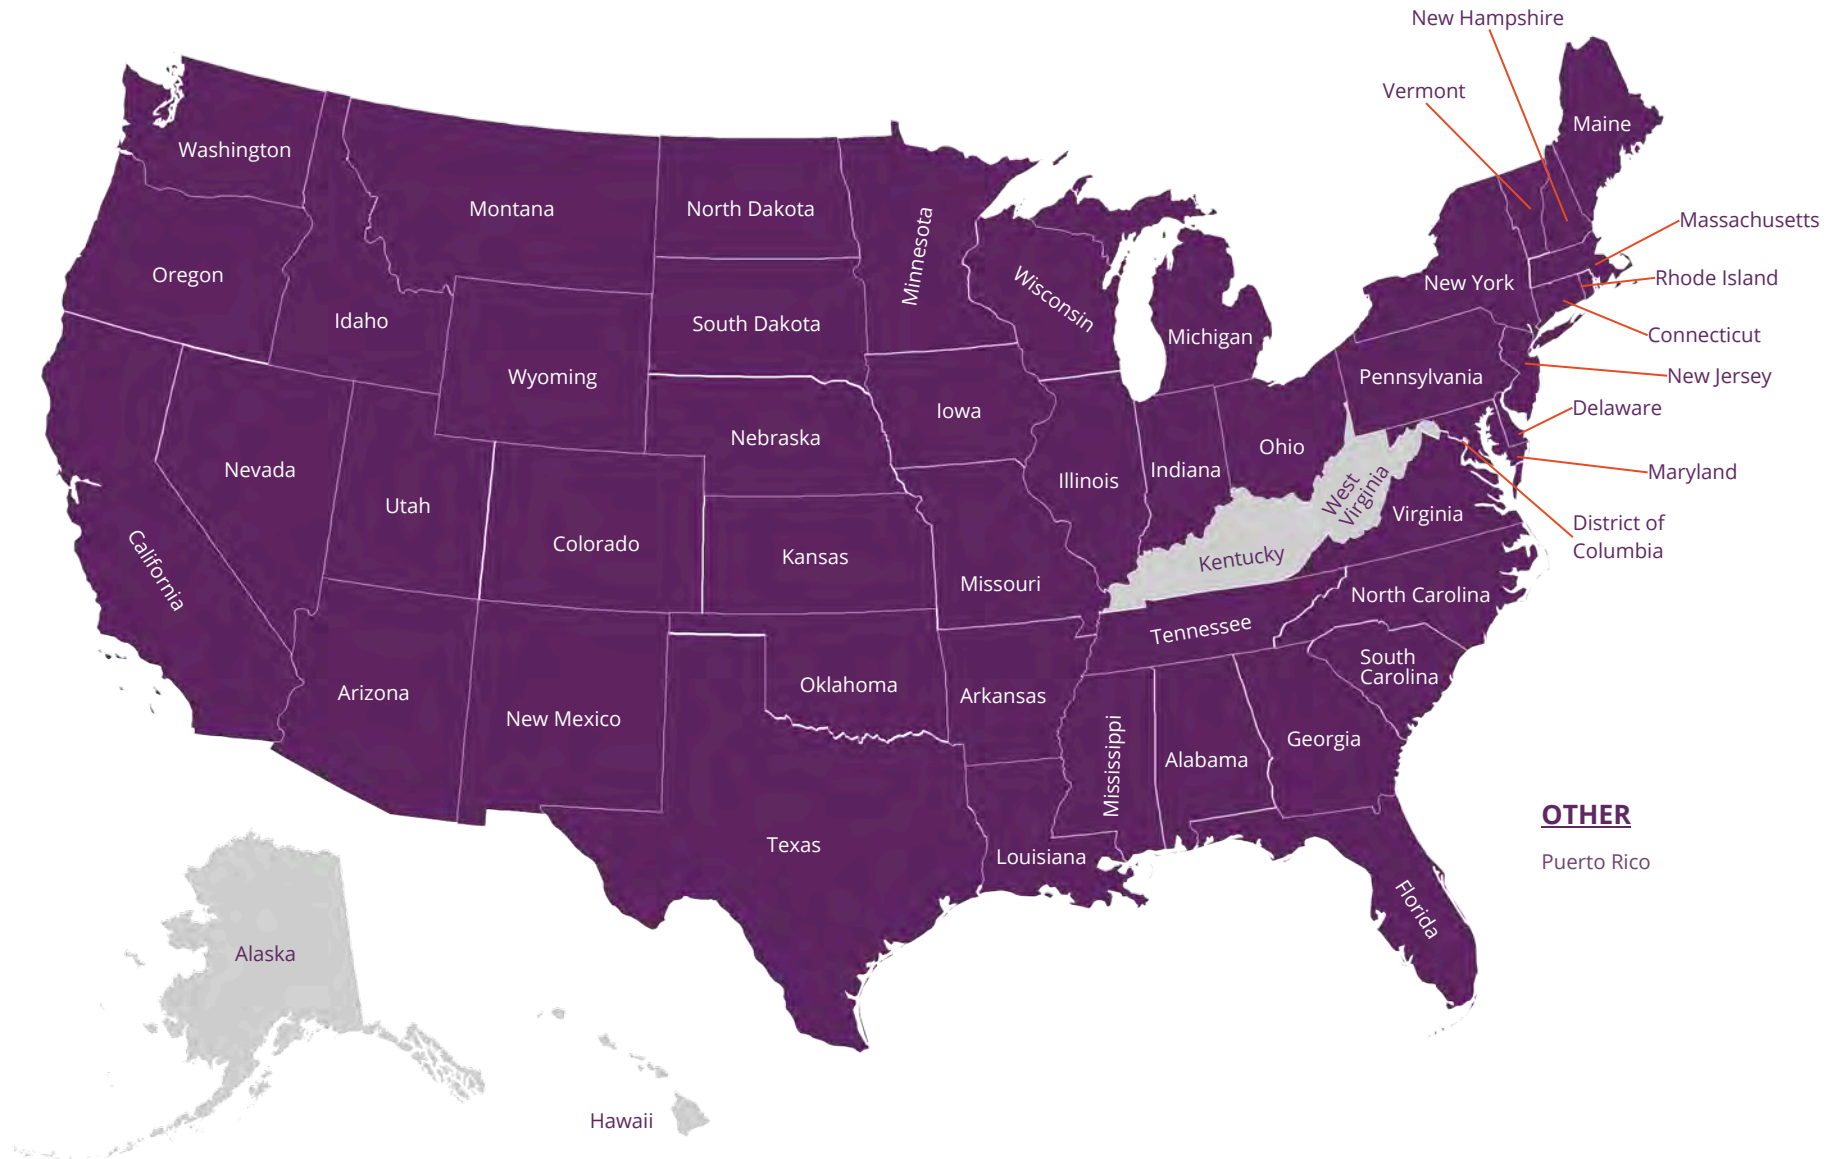 New Hampshire
Vermont
Maine
Washington
Montana
North Dakota
Minnesota
Massachusetts
Oregon
Wisconsin
New York
Rhode Island
Idaho
South Dakota
Michigan
Connecticut
Wyoming
Pennsylvania
New Jersey
Iowa
Delaware
Nebraska
Ohio
Nevada
Illinois
Indiana
West
Virginia
Maryland
Utah
Virginia
District of
Columbia
California
Colorado
Kansas
Kentucky
Missouri
North Carolina
Tennessee
South
Carolina
Arizona
Oklahoma
Arkansas
New Mexico
Mississippi
Alabama
Georgia
OTHER
Texas
Louisiana
Puerto Rico
Florida
Alaska
Hawaii